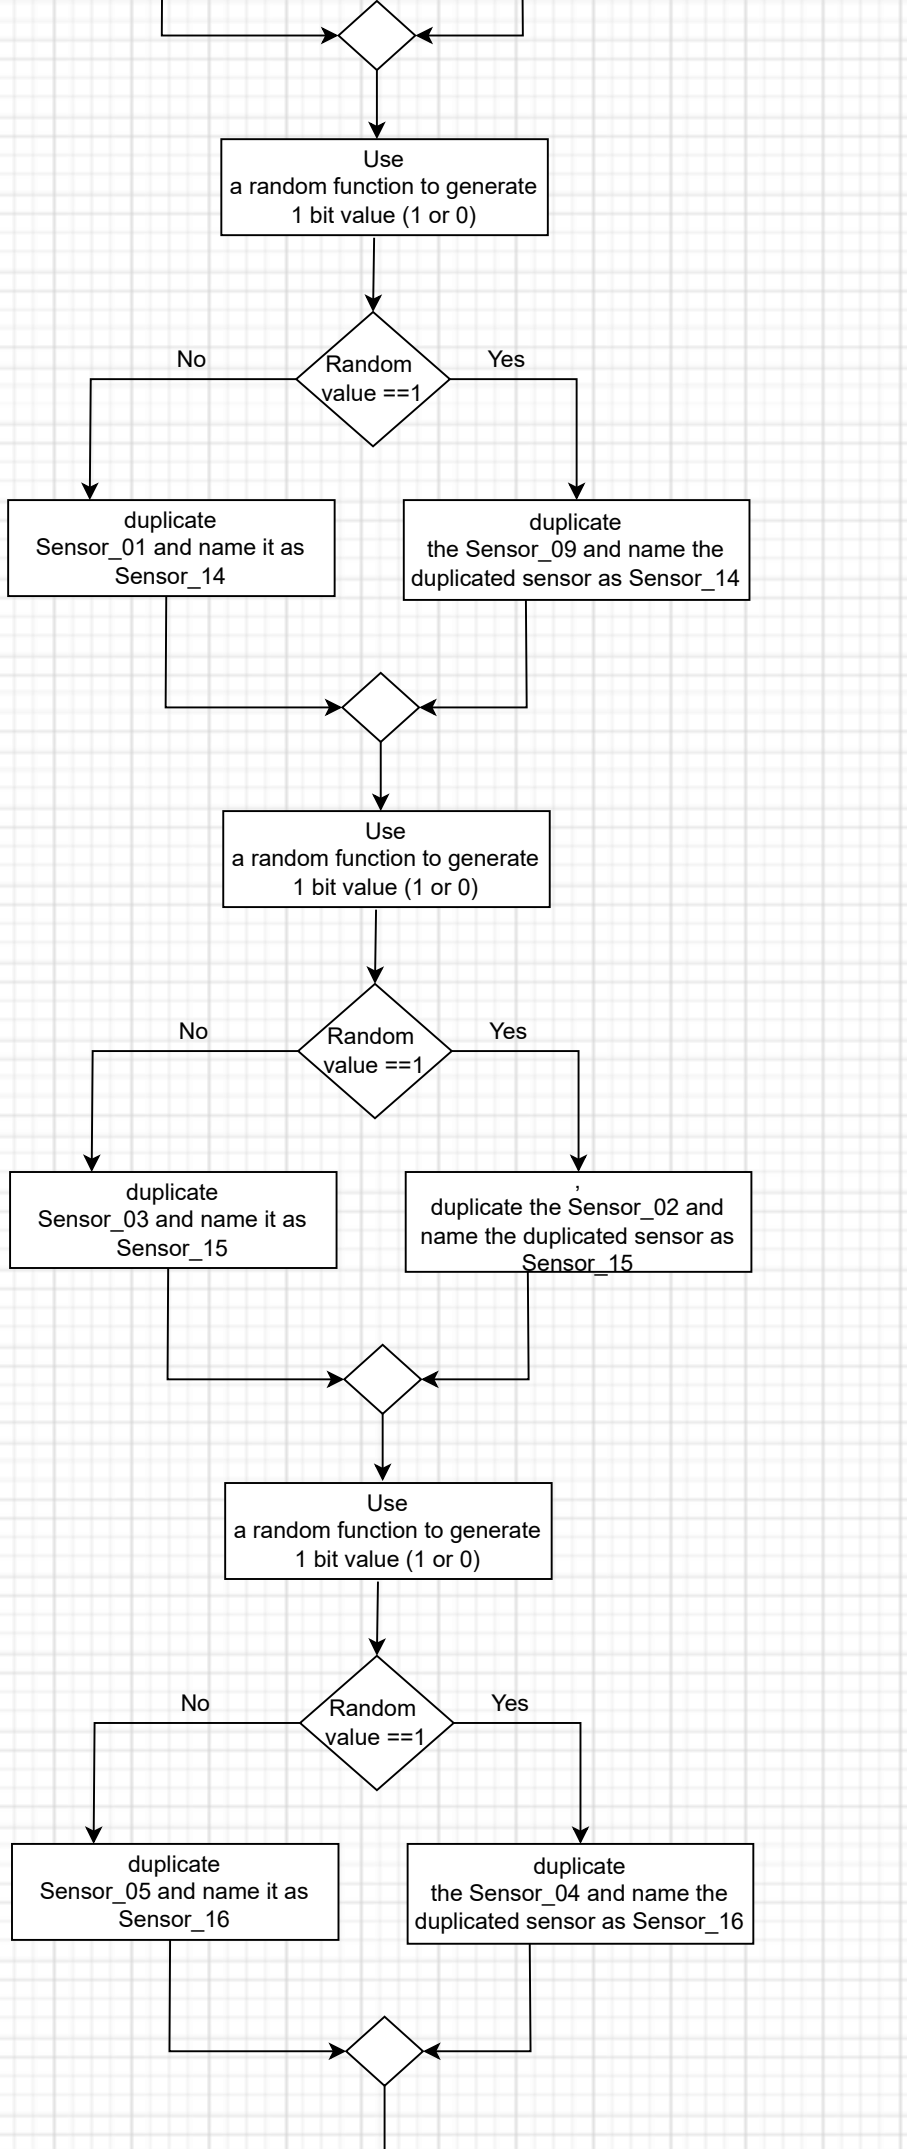 Use
a random function to generate
1 bit value (1 or 0)
No
Yes
Random
value ==1
duplicate
Sensor_01 and name it as
Sensor_14
duplicate
the Sensor_09 and name the
duplicated sensor as Sensor_14
Use
a random function to generate
1 bit value (1 or 0)
No
Yes
Random
value ==1
duplicate
Sensor_03 and name it as
Sensor_15
,
duplicate the Sensor_02 and
name the duplicated sensor as
Sensor_15
Use
a random function to generate
1 bit value (1 or 0)
No
Yes
Random
value ==1
duplicate
Sensor_05 and name it as
Sensor_16
duplicate
the Sensor_04 and name the
duplicated sensor as Sensor_16